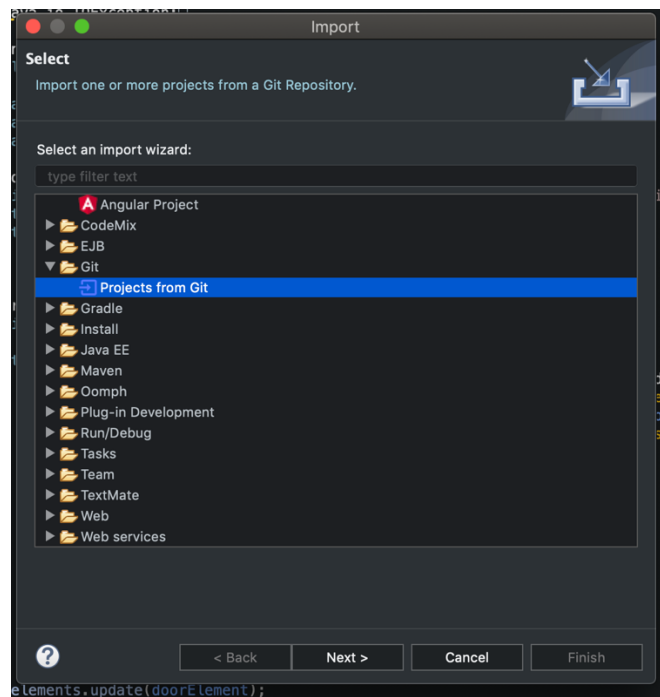 Import
Select
Import one or more projects from a Git Repository.
Select an import wizard:
type filter text
Angular Project
CodeMix
EJB
Git
Projects from Git
Gradle
Install
Java EE
Maven
Oomph
Plug-in Development
Run/Debug
Tasks
Team
TextMate
Web
Web services
?
< Back
Next >
Cancel
Finish
elements.update(doorElement);